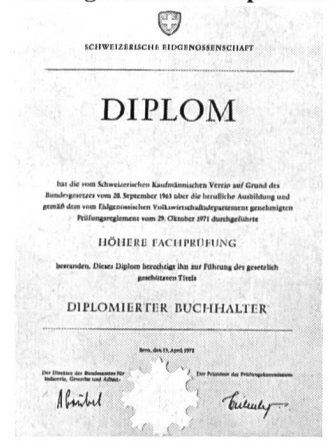 SCHWEIZERISCHE EIDGENOSSENSCHAFT
DIPLOM
hat die vom Schweizerischen Kaufmännischen Verein auf Grund des
Bundesgesetzes vom 20. September 1963 über die berufliche Ausbildung und
gemäß dem vom Eidgenössischen Volkswirtschaftsdepartement genehmigten
Prüfungsreglement vom 29. Oktober 1971 durchgeführte
HÖHERE FACHPRÜFUNG
bestanden. Dieses Diplom berechtigt ihn zur Führung des gesetzlich
geschützten Titels
DIPLOMIERTER BUCHHALTER
Bern, den 15. April 1975
Der Direktor des Bundesamtes für
Industrie, Gewerbe und Arbeit:
Der Präsident der Prüfungskommission: